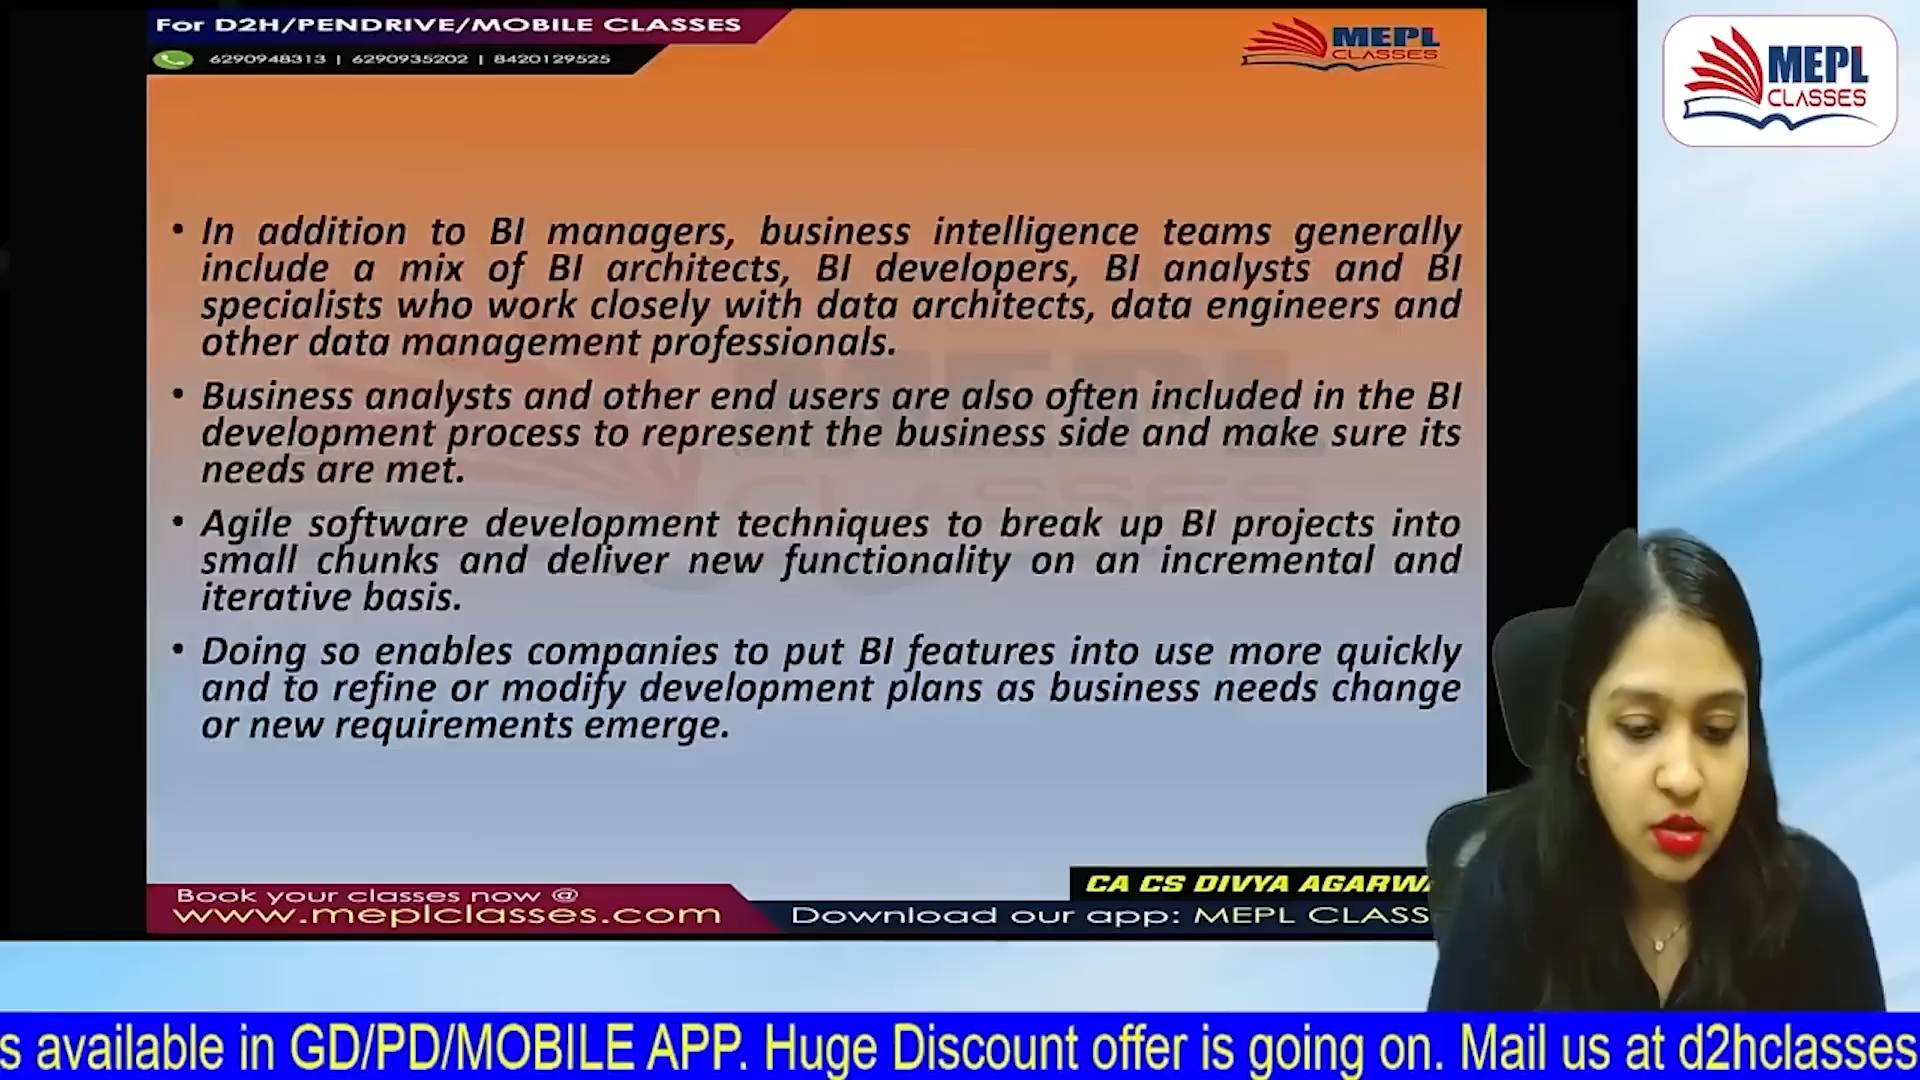 For D2H/PENDRIVE/MOBILE CLASSES
6290948313 | 6290935202 | 8420129525
MEPL
CLASSES
MEPL
CLASSES
• In addition to BI managers, business intelligence teams generally
include a mix of BI architects, BI developers, BI analysts and BI
specialists who work closely with data architects, data engineers and
other data management professionals.
• Business analysts and other end users are also often included in the BI
development process to represent the business side and make sure its
needs are met.
• Agile software development techniques to break up BI projects into
small chunks and deliver new functionality on an incremental and
iterative basis.
• Doing so enables companies to put BI features into use more quickly
and to refine or modify development plans as business needs change
or new requirements emerge.
CA CS DIVYA AGARW
Book your classes now @
www.meplclasses.com
Download our app: MEPL CLASS
s available in GD/PD/MOBILE APP. Huge Discount offer is going on. Mail us at d2hclasses